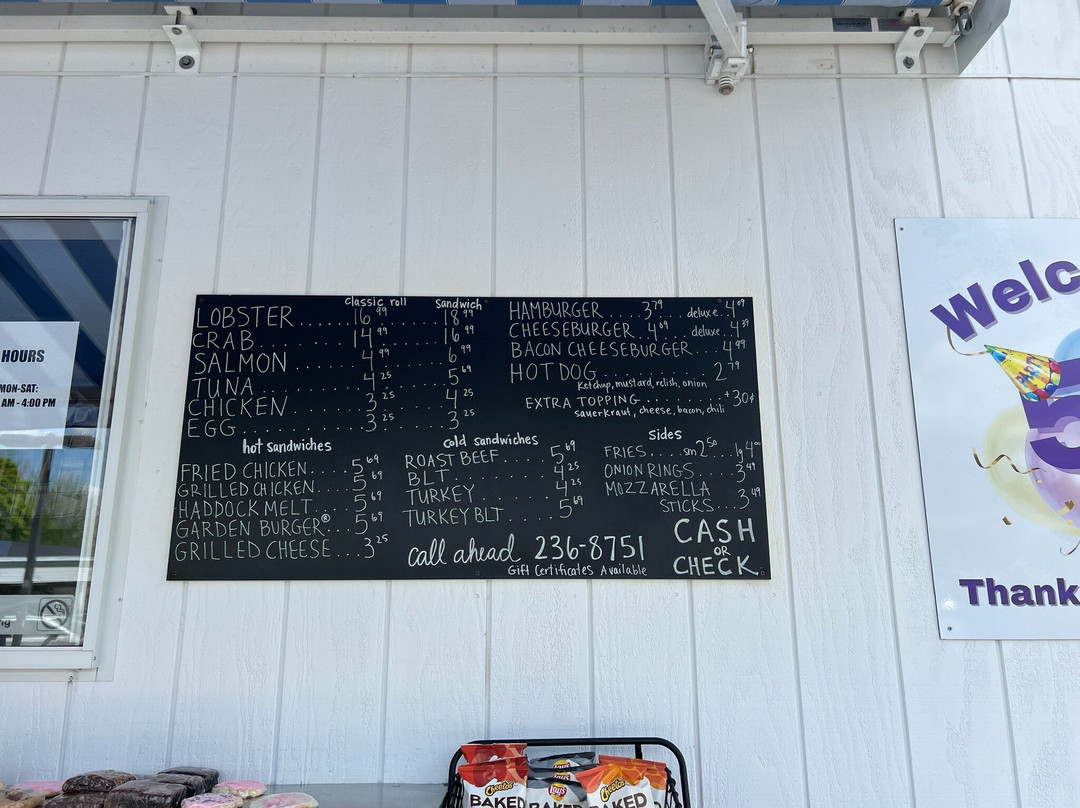 HOURS
MON-SAT:
AM - 4:00 PM
classic roll sandwich
LOBSTER......16.99......18.99
CRAB..........14.99......16.99
SALMON........4.99......6.99
TUNA..........4.25......5.69
CHICKEN.......3.25......4.25
EGG...........3.25......3.25
HAMBURGER....3.79 deluxe..4.09
CHEESEBURGER.4.09 deluxe..4.39
BACON CHEESEBURGER..4.99
HOT DOG..............2.79
Ketchup, mustard, relish, onion
EXTRA TOPPING..........+30¢
sauerkraut, cheese, bacon, chili
hot sandwiches
FRIED CHICKEN....5.69
GRILLED CHICKEN....5.69
HADDOCK MELT....5.69
GARDEN BURGER®...5.69
GRILLED CHEESE...3.25
cold sandwiches
ROAST BEEF....5.69
BLT..........4.25
TURKEY.......4.25
TURKEY BLT.....5.69
sides
FRIES....sm 2.50..lg 4.00
ONION RINGS....3.49
MOZZARELLA
STICKS...3.49
call ahead 236-8751
Gift Certificates Available
CASH
OR
CHECK
Welc
Thank
Cheetos
BAKED
Lay's
Lay's
BAKED
Cheetos
BAKED